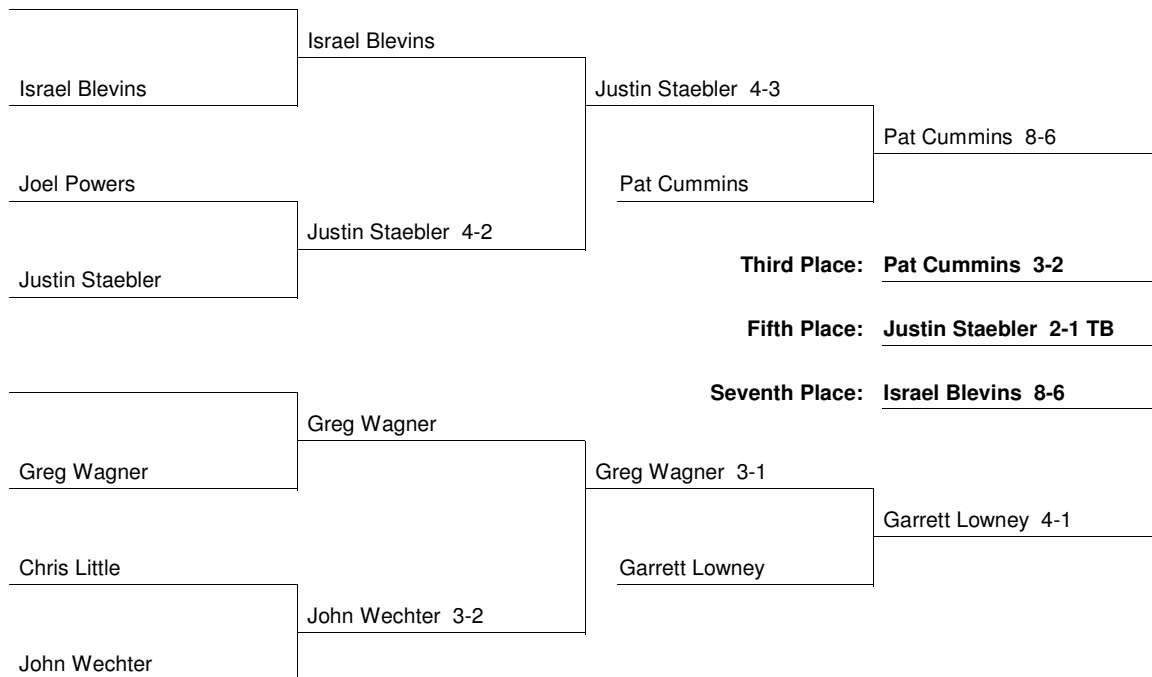 Israel Blevins
Israel Blevins
Justin Staebler 4-3
Pat Cummins 8-6
Joel Powers
Pat Cummins
Justin Staebler 4-2
Third Place: Pat Cummins 3-2
Justin Staebler
Fifth Place: Justin Staebler 2-1 TB
Seventh Place: Israel Blevins 8-6
Greg Wagner
Greg Wagner
Greg Wagner 3-1
Garrett Lowney 4-1
Chris Little
Garrett Lowney
John Wechter 3-2
John Wechter